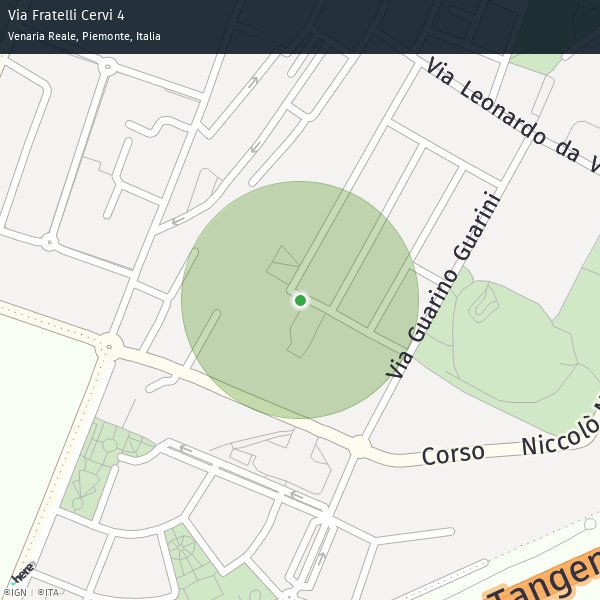 Via Fratelli Cervi 4
Venaria Reale, Piemonte, Italia
Via Leonardo da V
Via Guarino Guarini
Corso Niccolò
Tangen
here
©IGN | ©ITA